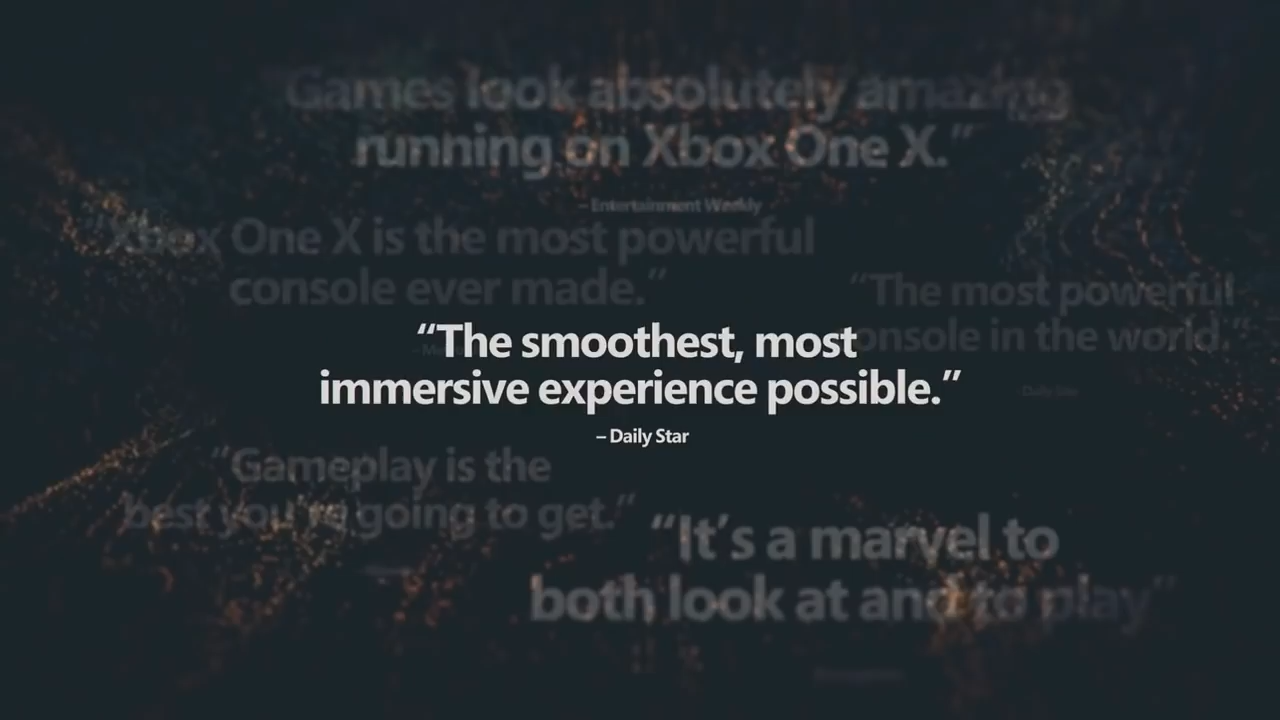 Games look absolutely amazing
running on Xbox One X.”
– Entertainment Weekly
Xbox One X is the most powerful
console ever made.”
“The most powerful
console in the world.”
– Daily Star
“The smoothest, most
immersive experience possible.”
– Daily Star
“Gameplay is the
best you're going to get.”
“It's a marvel to
both look at and to play”